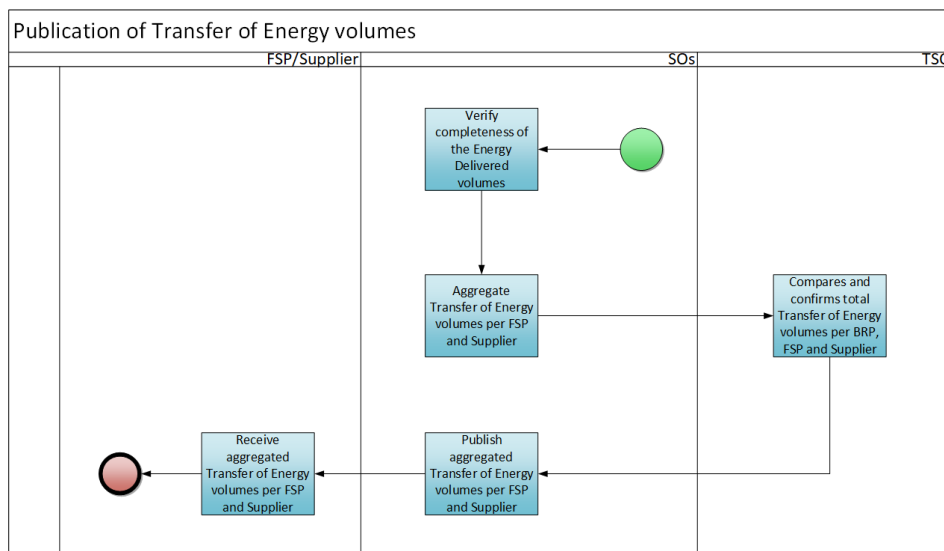 Publication of Transfer of Energy volumes
FSP/Supplier
SOs
TSO
Verify
completeness of
the Energy
Delivered
volumes
Aggregate
Transfer of Energy
volumes per FSP
and Supplier
Compares and
confirms total
Transfer of Energy
volumes per BRP,
FSP and Supplier
Receive
aggregated
Transfer of Energy
volumes per FSP
and Supplier
Publish
aggregated
Transfer of Energy
volumes per FSP
and Supplier